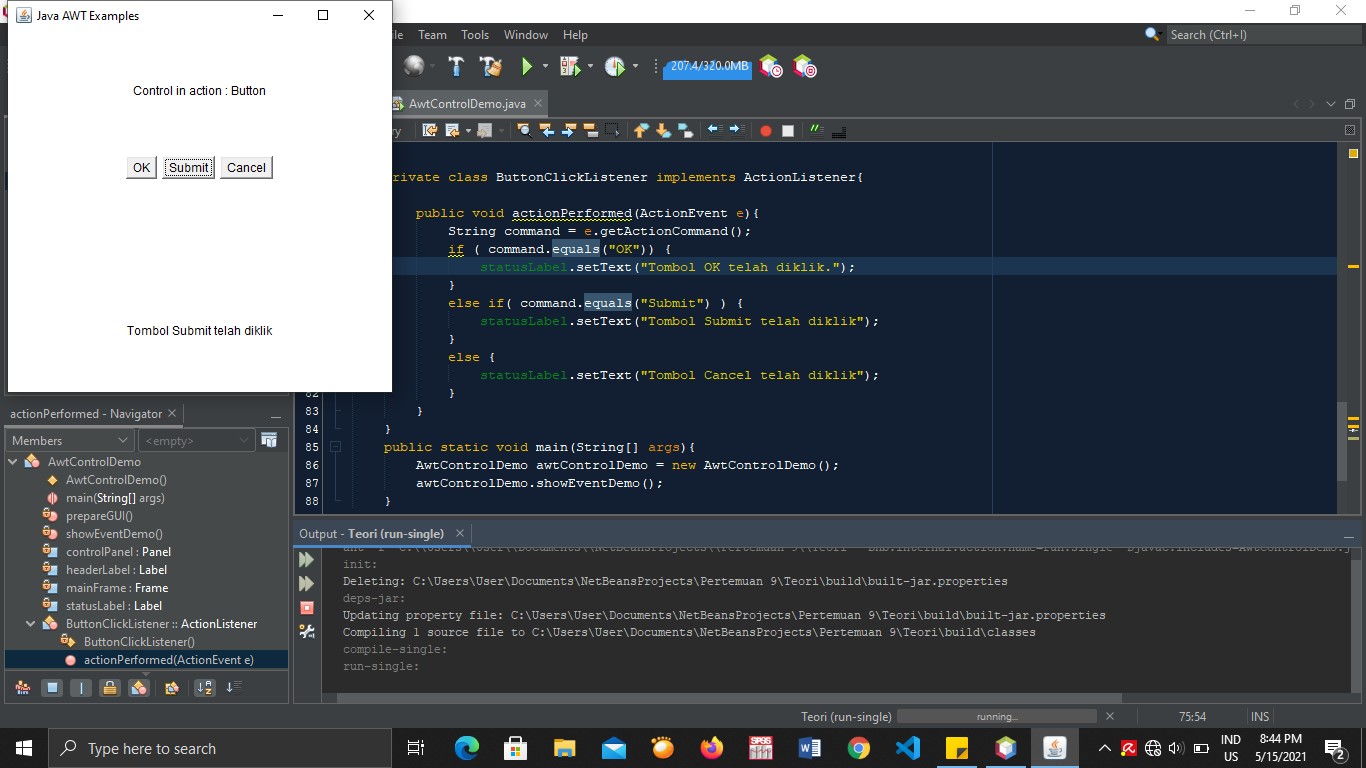 Java AWT Examples
Control in action : Button
OK Submit Cancel
Tombol Submit telah diklik
Team Tools Window Help
Search (Ctrl+I)
207.4/320.0MB
AwtControlDemo.java
rivate class ButtonClickListener implements ActionListener{
public void actionPerformed(ActionEvent e){
String command = e.getActionCommand();
if ( command.equals("OK")) {
statusLabel.setText("Tombol OK telah diklik.");
}
else if( command.equals("Submit") ) {
statusLabel.setText("Tombol Submit telah diklik");
}
else {
statusLabel.setText("Tombol Cancel telah diklik");
82 }
83 }
84 }
85 public static void main(String[] args){
86 AwtControlDemo awtControlDemo = new AwtControlDemo();
87 awtControlDemo.showEventDemo();
88 }
actionPerformed - Navigator
Members <empty>
AwtControlDemo
AwtControlDemo()
main(String[] args)
prepareGUI()
showEventDemo()
controlPanel : Panel
headerLabel : Label
mainFrame : Frame
statusLabel : Label
ButtonClickListener :: ActionListener
ButtonClickListener()
actionPerformed(ActionEvent e)
Output - Teori (run-single)
init:
Deleting: C:\Users\User\Documents\NetBeansProjects\Pertemuan 9\Teori\build\built-jar.properties
deps-jar:
Updating property file: C:\Users\User\Documents\NetBeansProjects\Pertemuan 9\Teori\build\built-jar.properties
Compiling 1 source file to C:\Users\User\Documents\NetBeansProjects\Pertemuan 9\Teori\build\classes
compile-single:
run-single:
Teori (run-single) running... 75:54 INS
Type here to search
IND 8:44 PM
US 5/15/2021
2